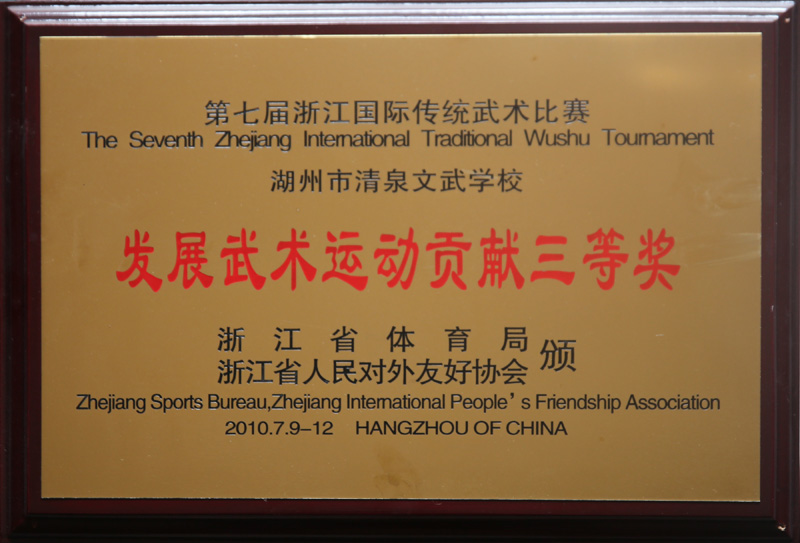 第七届浙江国际传统武术比赛
The Seventh Zhejiang International Traditional Wushu Tournament
湖州市清泉文武学校
发展武术运动贡献三等奖
浙江省体育局
浙江省人民对外友好协会 颁
Zhejiang Sports Bureau,Zhejiang International People's Friendship Association
2010.7.9-12 HANGZHOU OF CHINA